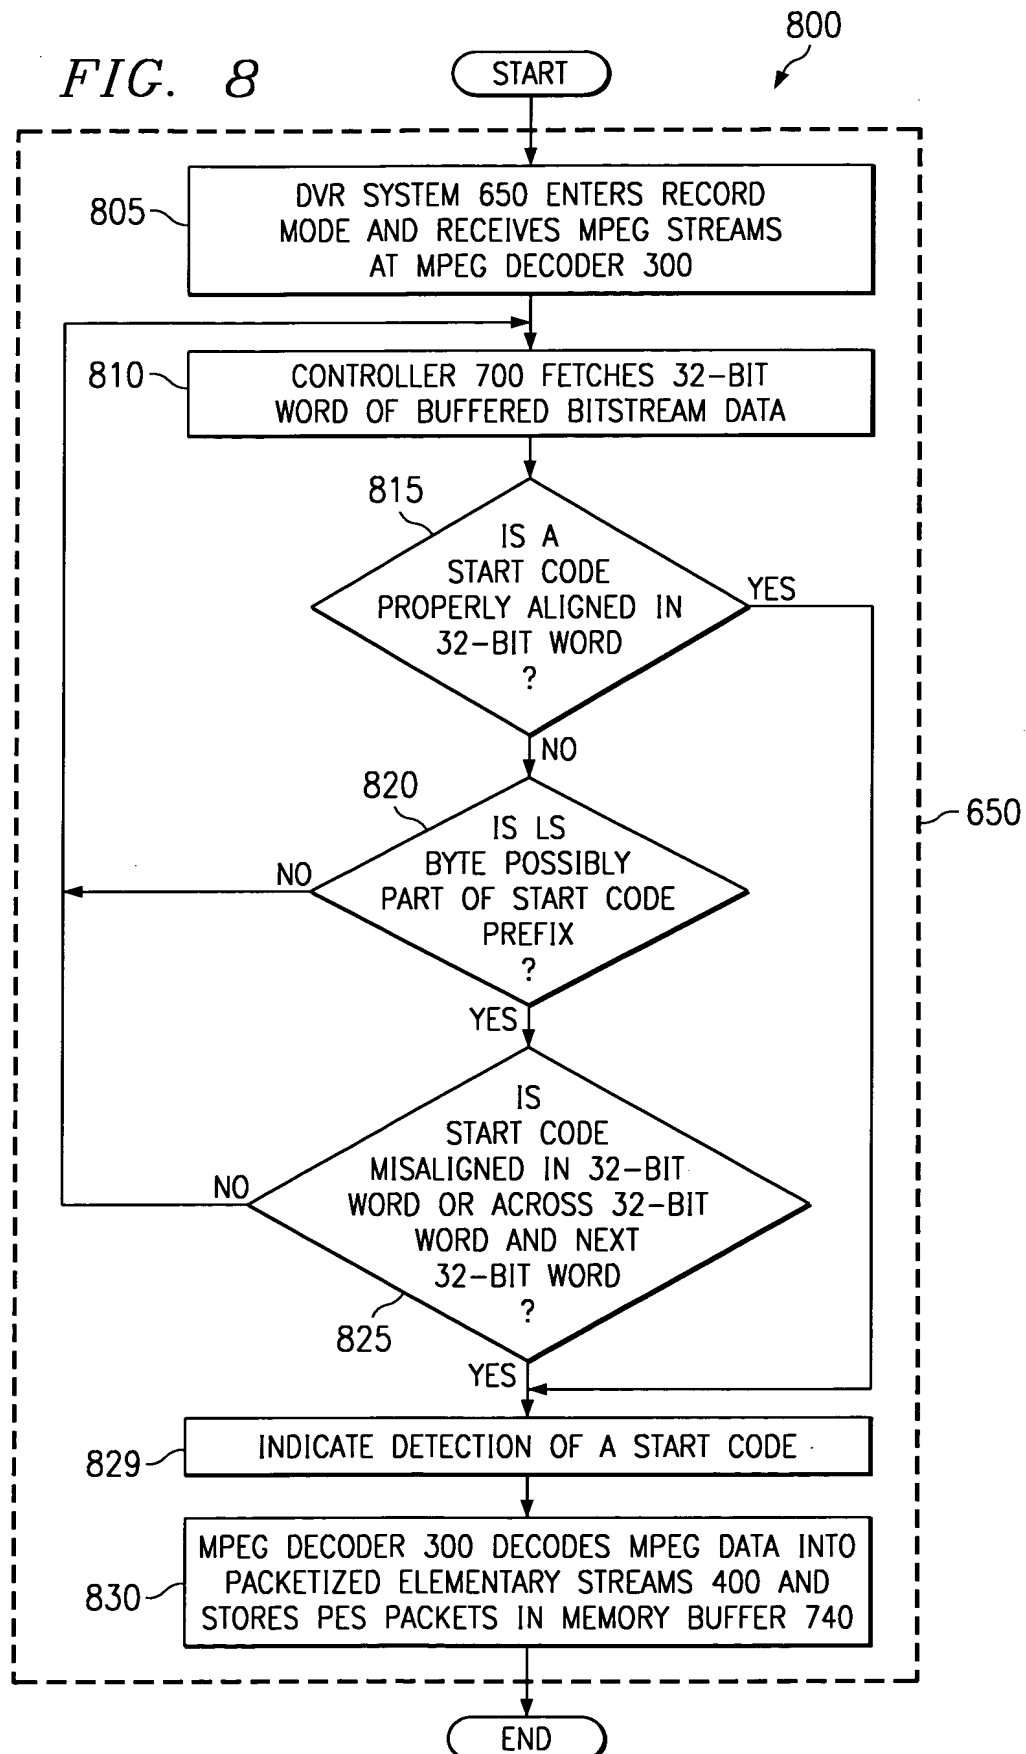 800
FIG. 8
START
805
DVR SYSTEM 650 ENTERS RECORD
MODE AND RECEIVES MPEG STREAMS
AT MPEG DECODER 300
810
CONTROLLER 700 FETCHES 32-BIT
WORD OF BUFFERED BITSTREAM DATA
815
IS A
START CODE
PROPERLY ALIGNED IN
32-BIT WORD
?
YES
NO
820
IS LS
BYTE POSSIBLY
PART OF START CODE
PREFIX
?
NO
650
YES
IS
START CODE
MISALIGNED IN 32-BIT
WORD OR ACROSS 32-BIT
WORD AND NEXT
32-BIT WORD
?
NO
825
YES
829
INDICATE DETECTION OF A START CODE
830
MPEG DECODER 300 DECODES MPEG DATA INTO
PACKETIZED ELEMENTARY STREAMS 400 AND
STORES PES PACKETS IN MEMORY BUFFER 740
END